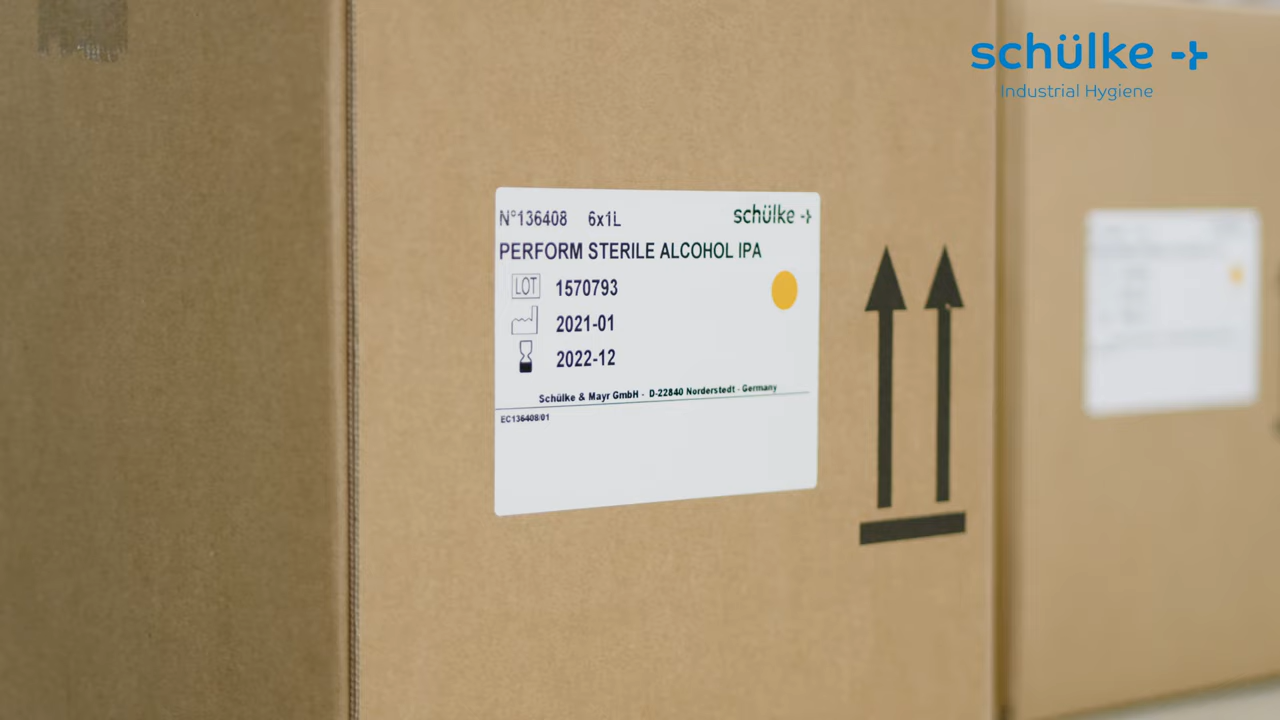 schülke
Industrial Hygiene
N°136408 6x1L schülke
PERFORM STERILE ALCOHOL IPA
LOT 1570793
2021-01
2022-12
Schülke & Mayr GmbH - D-22840 Norderstedt - Germany
EC136408/01